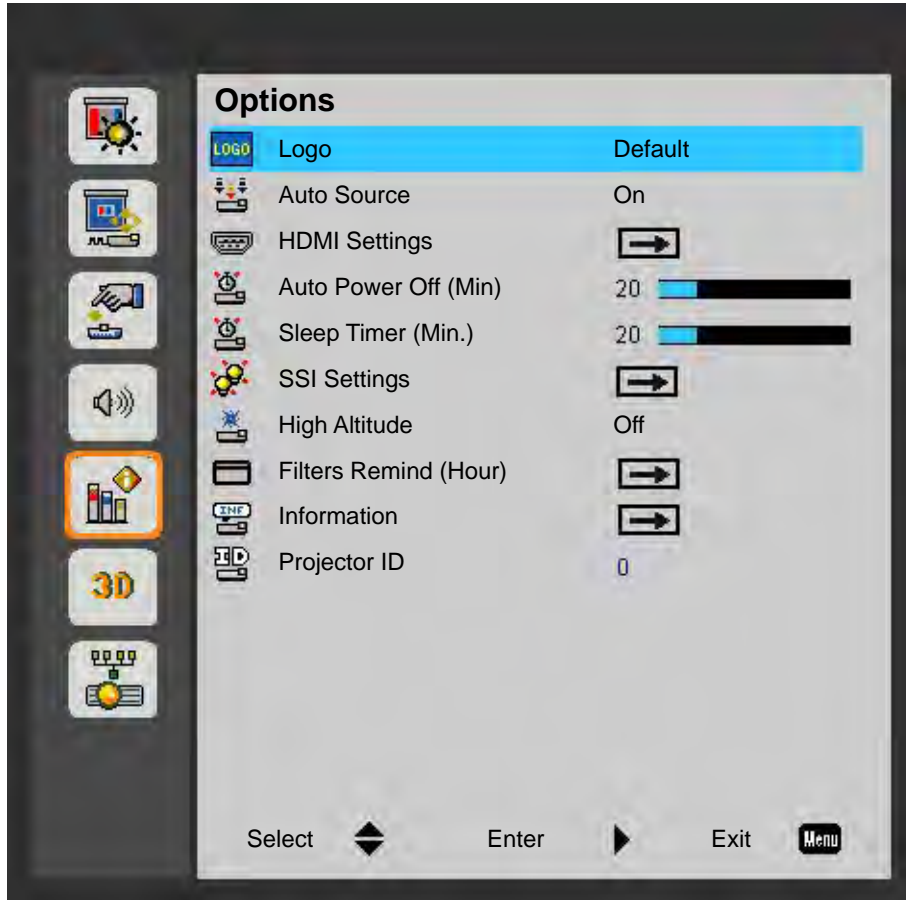 Options
LOGO Logo Default
Auto Source On
HDMI Settings
Auto Power Off (Min) 20
Sleep Timer (Min.) 20
SSI Settings
High Altitude Off
Filters Remind (Hour)
INF Information
ID Projector ID 0
3D
Select Enter Exit Menu